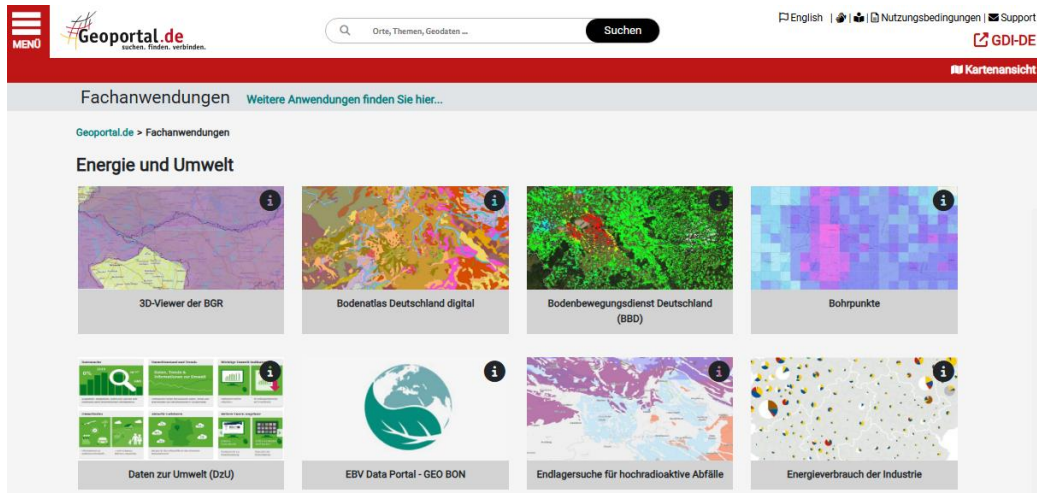 MENÜ
Geoportal.de
suchen. finden. verbinden.
Orte, Themen, Geodaten ...
Suchen
English | | | Nutzungsbedingungen | Support
GDI-DE
Kartenansicht
Fachanwendungen Weitere Anwendungen finden Sie hier...
Geoportal.de > Fachanwendungen
Energie und Umwelt
3D-Viewer der BGR
Bodenatlas Deutschland digital
Bodenbewegungsdienst Deutschland
(BBD)
Bohrpunkte
Daten zur Umwelt (DzU)
EBV Data Portal - GEO BON
Endlagersuche für hochradioaktive Abfälle
Energieverbrauch der Industrie